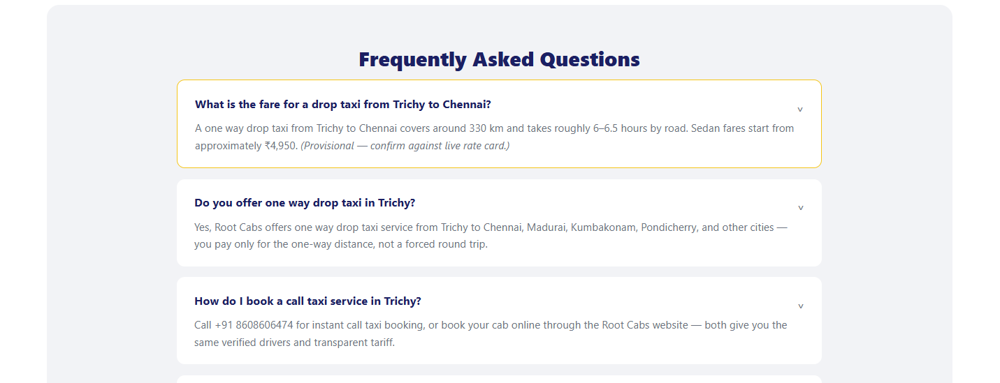 Frequently Asked Questions
What is the fare for a drop taxi from Trichy to Chennai?
A one way drop taxi from Trichy to Chennai covers around 330 km and takes roughly 6–6.5 hours by road. Sedan fares start from
approximately ₹4,950. (Provisional — confirm against live rate card.)
Do you offer one way drop taxi in Trichy?
Yes, Root Cabs offers one way drop taxi service from Trichy to Chennai, Madurai, Kumbakonam, Pondicherry, and other cities —
you pay only for the one-way distance, not a forced round trip.
How do I book a call taxi service in Trichy?
Call +91 8608606474 for instant call taxi booking, or book your cab online through the Root Cabs website — both give you the
same verified drivers and transparent tariff.